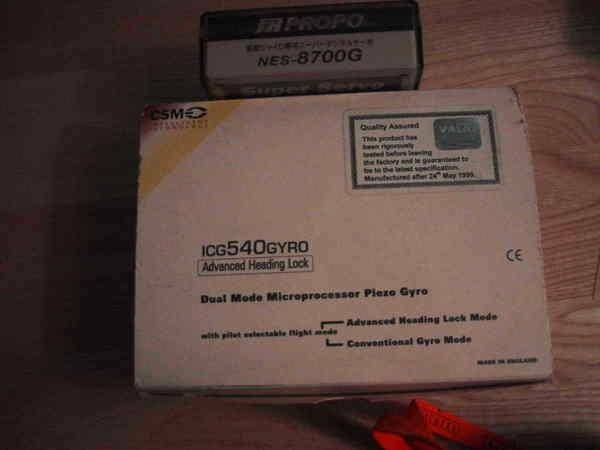 JR PROPO
NES-8700G
Super Servo
CSM
Quality Assured
This product has
been rigorously
tested before leaving
the factory and is guaranteed to
be to the latest specification.
Manufactured after 24th May 1999.
VALID
ICG540GYRO
Advanced Heading Lock
CE
Dual Mode Microprocessor Piezo Gyro
with pilot selectable flight mode
Advanced Heading Lock Mode
Conventional Gyro Mode
MADE IN ENGLAND